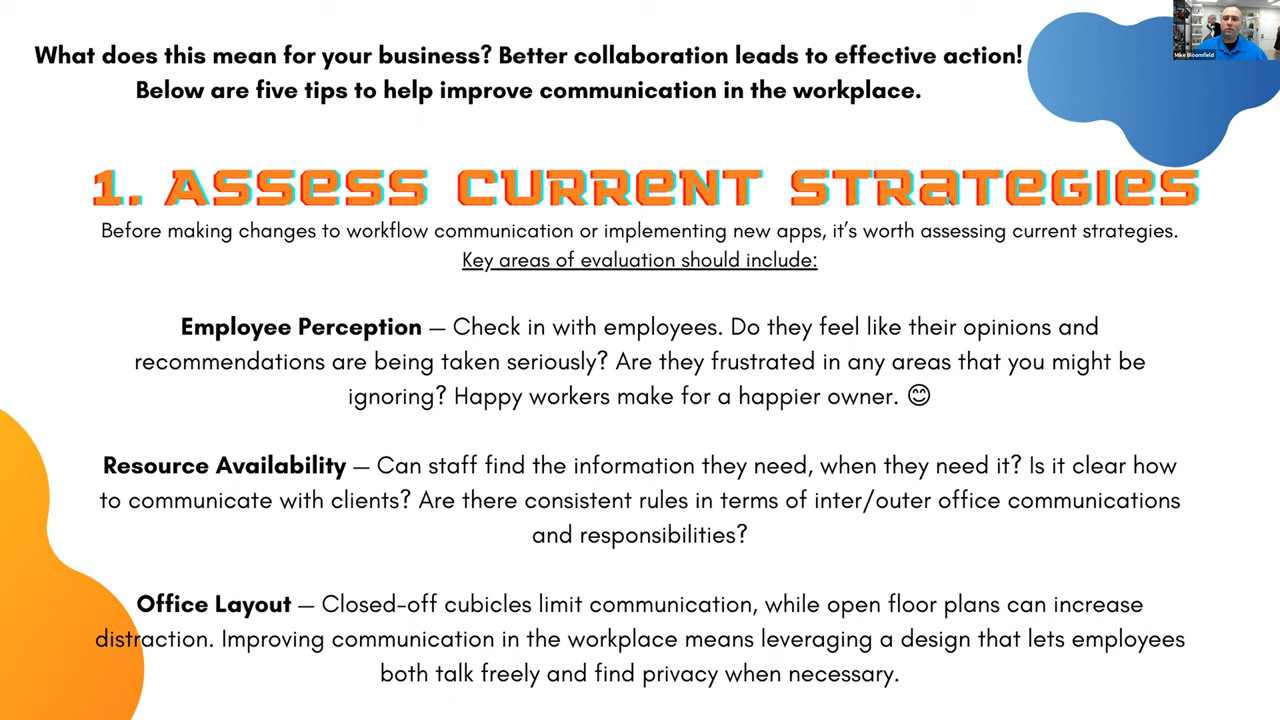 What does this mean for your business? Better collaboration leads to effective action!
Below are five tips to help improve communication in the workplace.
Mike Bloomfield
1. ASSESS CURRENT STRATEGIES
Before making changes to workflow communication or implementing new apps, it's worth assessing current strategies.
Key areas of evaluation should include:
Employee Perception — Check in with employees. Do they feel like their opinions and
recommendations are being taken seriously? Are they frustrated in any areas that you might be
ignoring? Happy workers make for a happier owner. 😊
Resource Availability — Can staff find the information they need, when they need it? Is it clear how
to communicate with clients? Are there consistent rules in terms of inter/outer office communications
and responsibilities?
Office Layout — Closed-off cubicles limit communication, while open floor plans can increase
distraction. Improving communication in the workplace means leveraging a design that lets employees
both talk freely and find privacy when necessary.